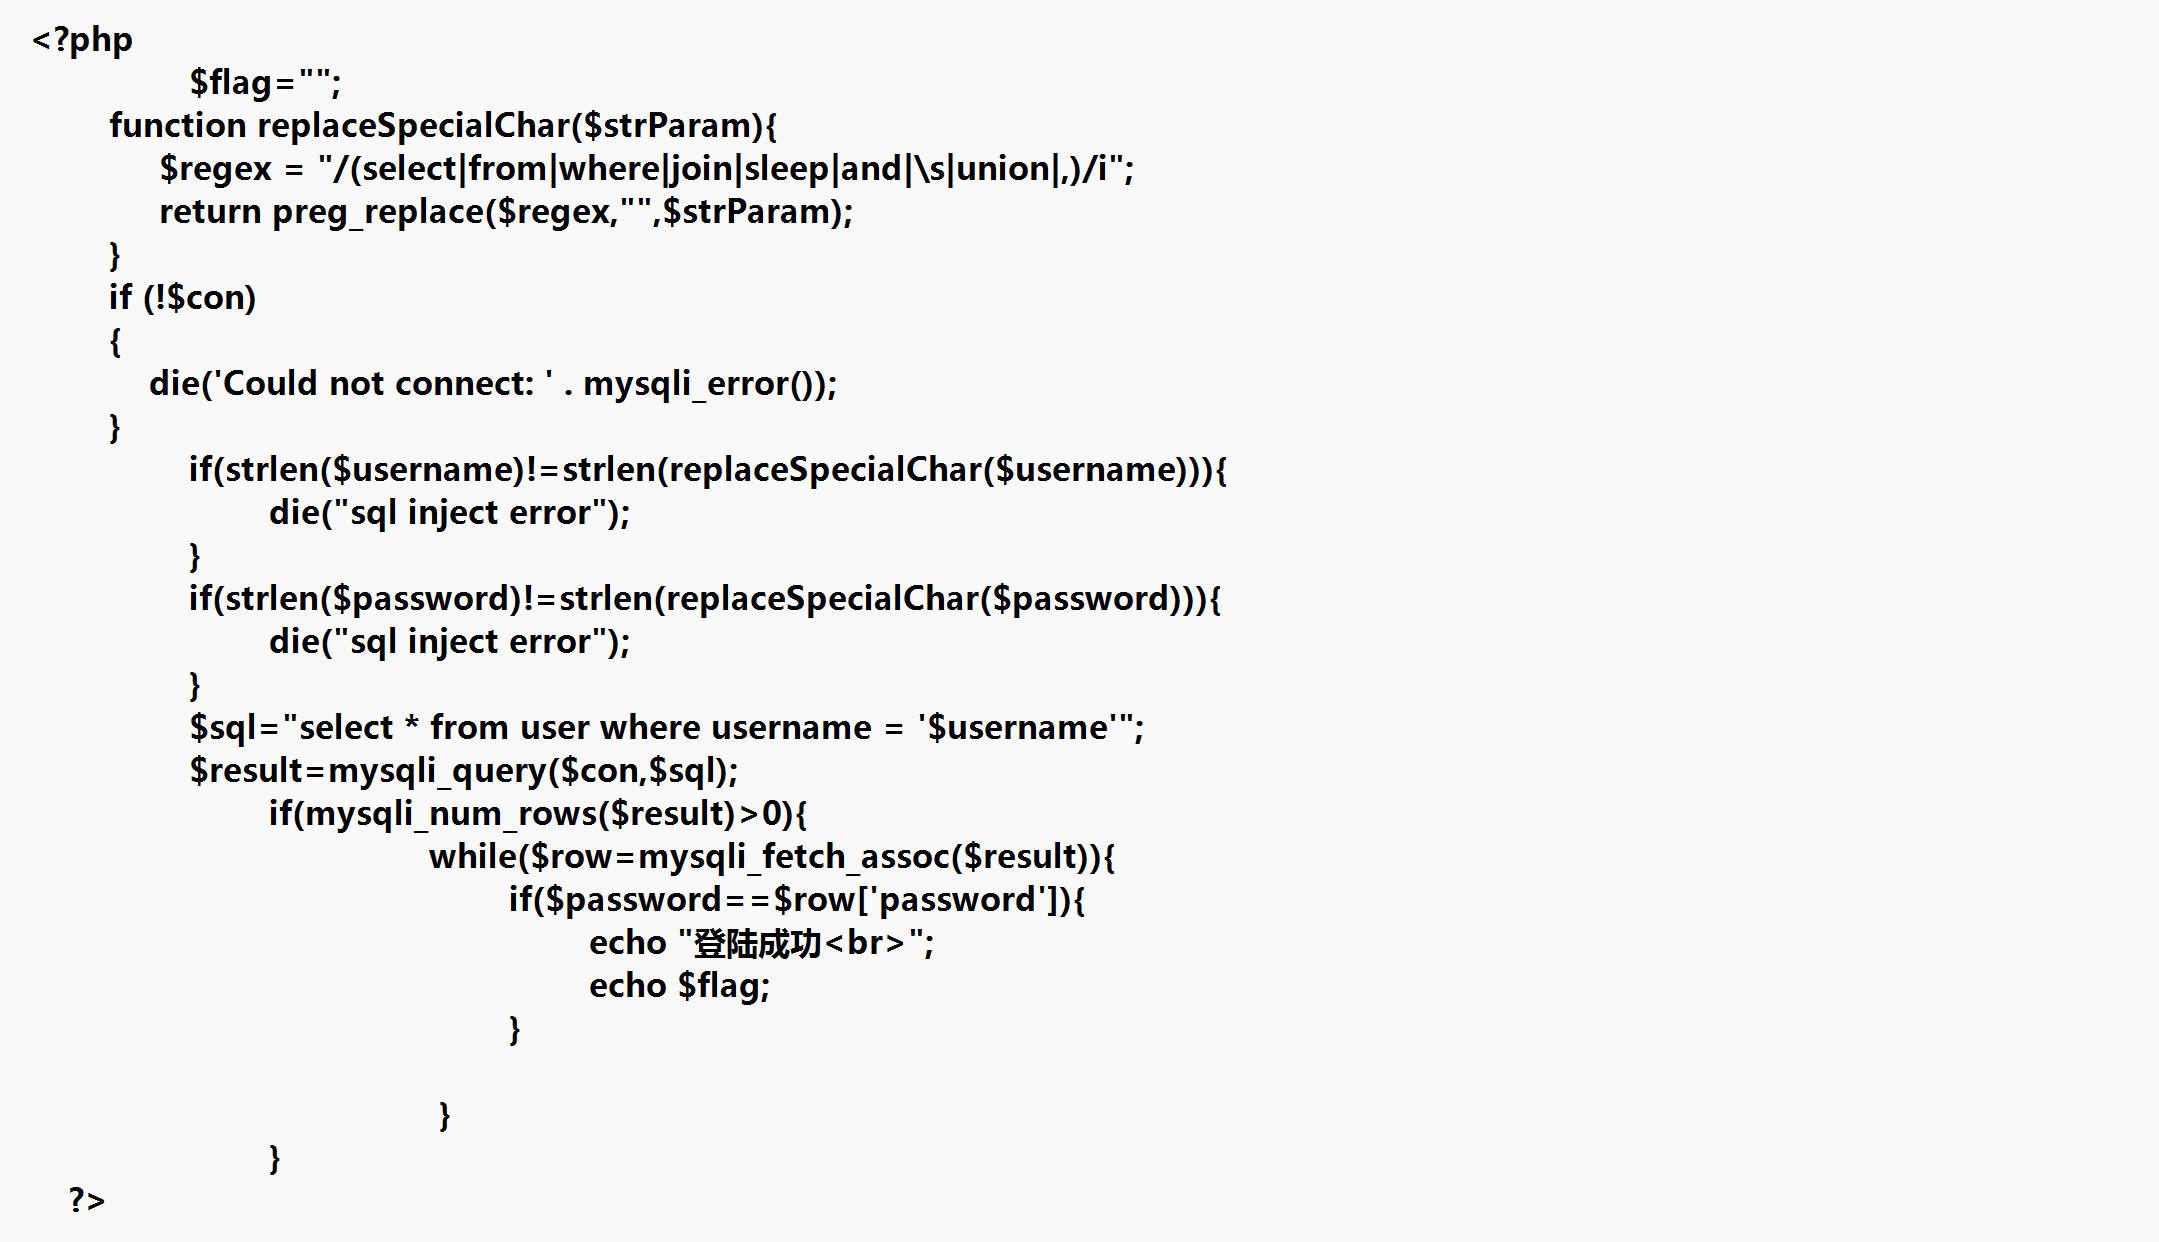 <?php
$flag="";
function replaceSpecialChar($strParam){
$regex = "/(select|from|where|join|sleep|and|\s|union|,)/i";
return preg_replace($regex,"",$strParam);
}
if (!$con)
{
die('Could not connect: ' . mysqli_error());
}
if(strlen($username)!=strlen(replaceSpecialChar($username))){
die("sql inject error");
}
if(strlen($password)!=strlen(replaceSpecialChar($password))){
die("sql inject error");
}
$sql="select * from user where username = '$username'";
$result=mysqli_query($con,$sql);
if(mysqli_num_rows($result)>0){
while($row=mysqli_fetch_assoc($result)){
if($password==$row['password']){
echo "登陆成功<br>";
echo $flag;
}
}
}
?>